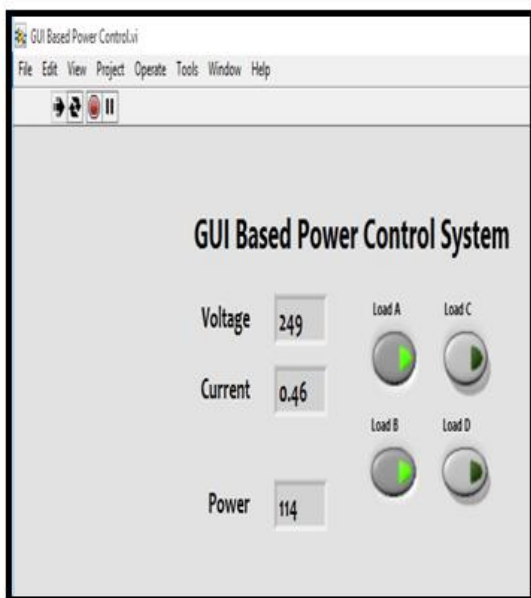 GUI Based Power Control.vi
File Edit View Project Operate Tools Window Help
GUI Based Power Control System
Voltage 249
Current 0.46
Power 114
Load A Load C
Load B Load D